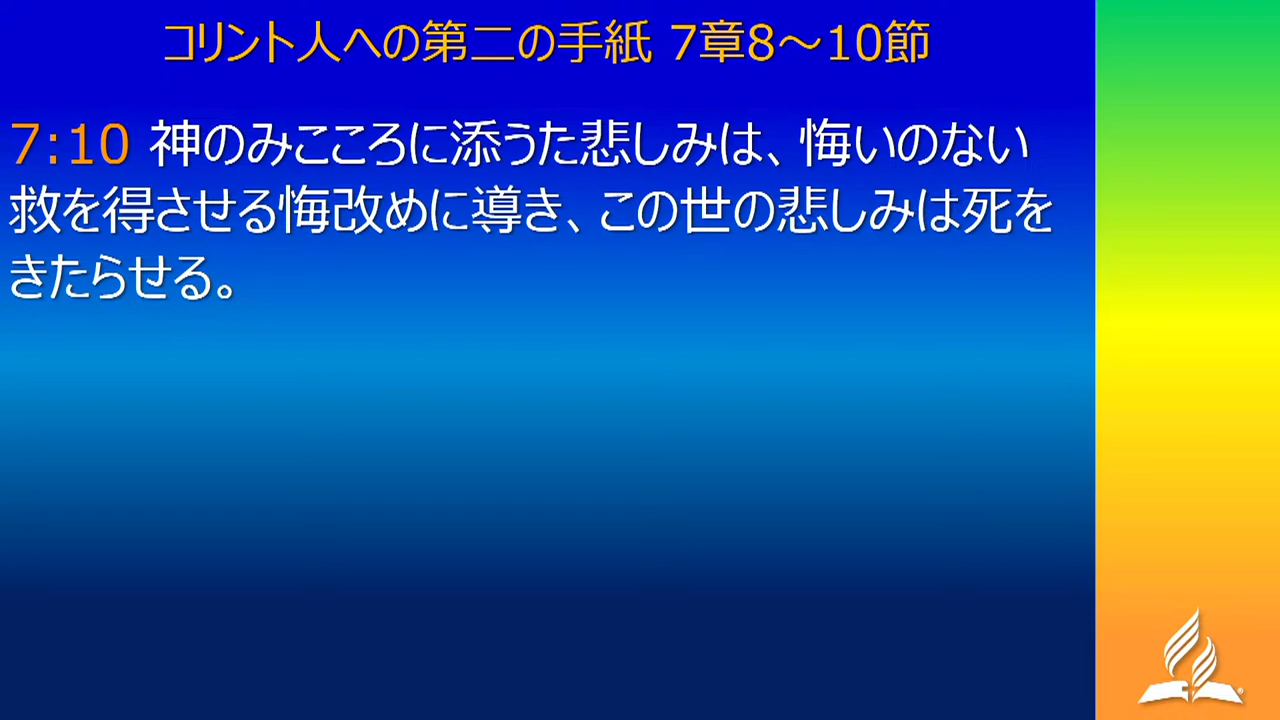 コリント人への第二の手紙 7章8～10節
7:10 神のみこころに添うた悲しみは、悔いのない
救を得させる悔改めに導き、この世の悲しみは死を
きたらせる。